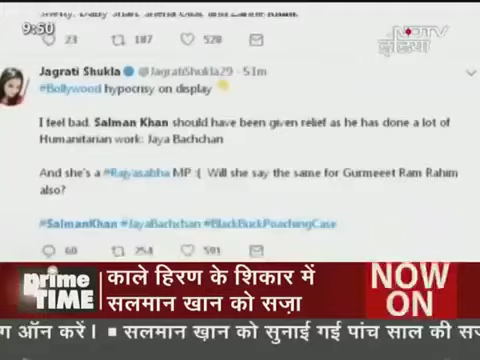 9:50
NDTV
इंडिया
23 187 528
Jagrati Shukla @JagratiShukla29 - 51m
#Bollywood hypocrisy on display
I feel bad. Salman Khan should have been given relief as he has done a lot of
Humanitarian work: Jaya Bachchan
And she's a #Rajyasabha MP :( Will she say the same for Gurmeeet Ram Rahim
also?
#SalmanKhan #JayaBachchan #BlackBuckPoachingCase
60 254 591
prime
TIME
काले हिरण के शिकार में
सलमान खान को सज़ा
NOW
ON
ग ऑन करें। ■ सलमान ख़ान को सुनाई गई पांच साल की सज